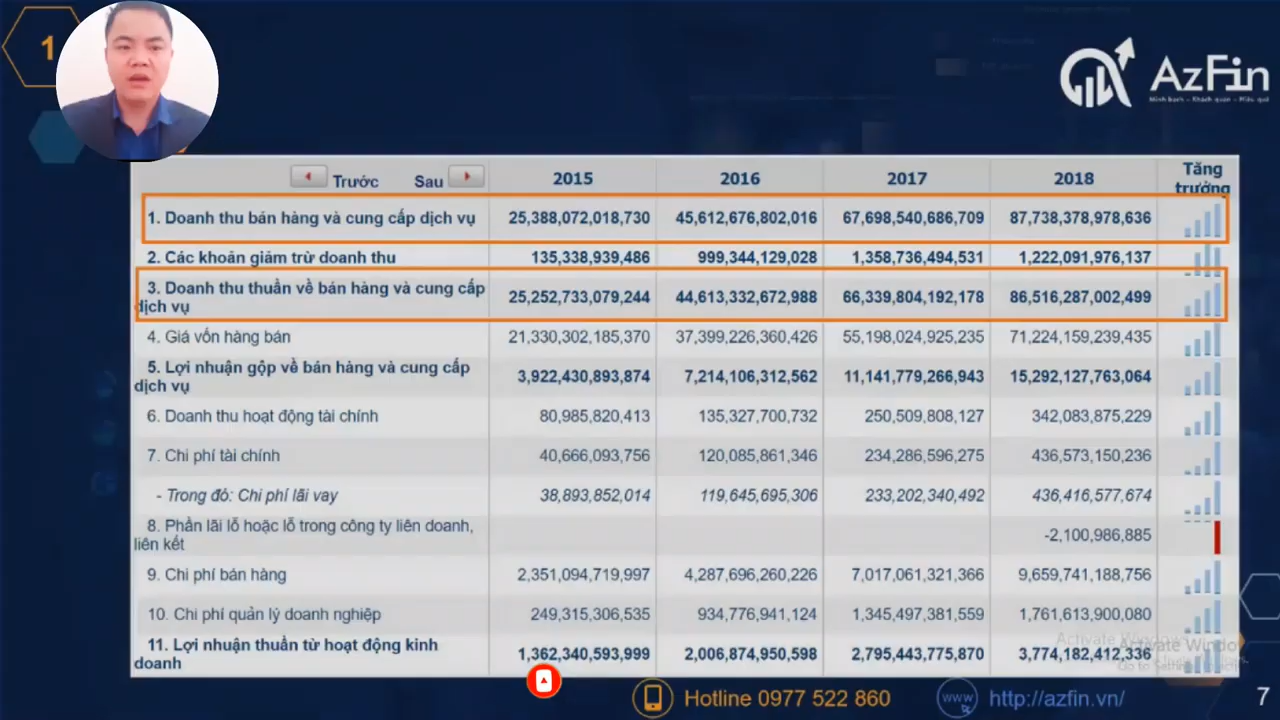 1
AzFin
Minh bạch - Khách quan - Hiệu quả
Trước Sau 2015 2016 2017 2018 Tăng trưởng
1. Doanh thu bán hàng và cung cấp dịch vụ 25,388,072,018,730 45,612,676,802,016 67,698,540,686,709 87,738,378,978,636
2. Các khoản giảm trừ doanh thu 135,338,939,486 999,344,129,028 1,358,736,494,531 1,222,091,976,137
3. Doanh thu thuần về bán hàng và cung cấp
dịch vụ 25,252,733,079,244 44,613,332,672,988 66,339,804,192,178 86,516,287,002,499
4. Giá vốn hàng bán 21,330,302,185,370 37,399,226,360,426 55,198,024,925,235 71,224,159,239,435
5. Lợi nhuận gộp về bán hàng và cung cấp
dịch vụ 3,922,430,893,874 7,214,106,312,562 11,141,779,266,943 15,292,127,763,064
6. Doanh thu hoạt động tài chính 80,985,820,413 135,327,700,732 250,509,808,127 342,083,875,229
7. Chi phí tài chính 40,666,093,756 120,085,861,346 234,286,596,275 436,573,150,236
- Trong đó: Chi phí lãi vay 38,893,852,014 119,645,695,306 233,202,340,492 436,416,577,674
8. Phần lãi lỗ hoặc lỗ trong công ty liên doanh,
liên kết -2,100,986,885
9. Chi phí bán hàng 2,351,094,719,997 4,287,696,260,226 7,017,061,321,366 9,659,741,188,756
10. Chi phí quản lý doanh nghiệp 249,315,306,535 934,776,941,124 1,345,497,381,559 1,761,613,900,080
11. Lợi nhuận thuần từ hoạt động kinh
doanh 1,362,340,593,999 2,006,874,950,598 2,795,443,775,870 3,774,182,412,336
Activate Windows
Hotline 0977 522 860 www http://azfin.vn/ 7